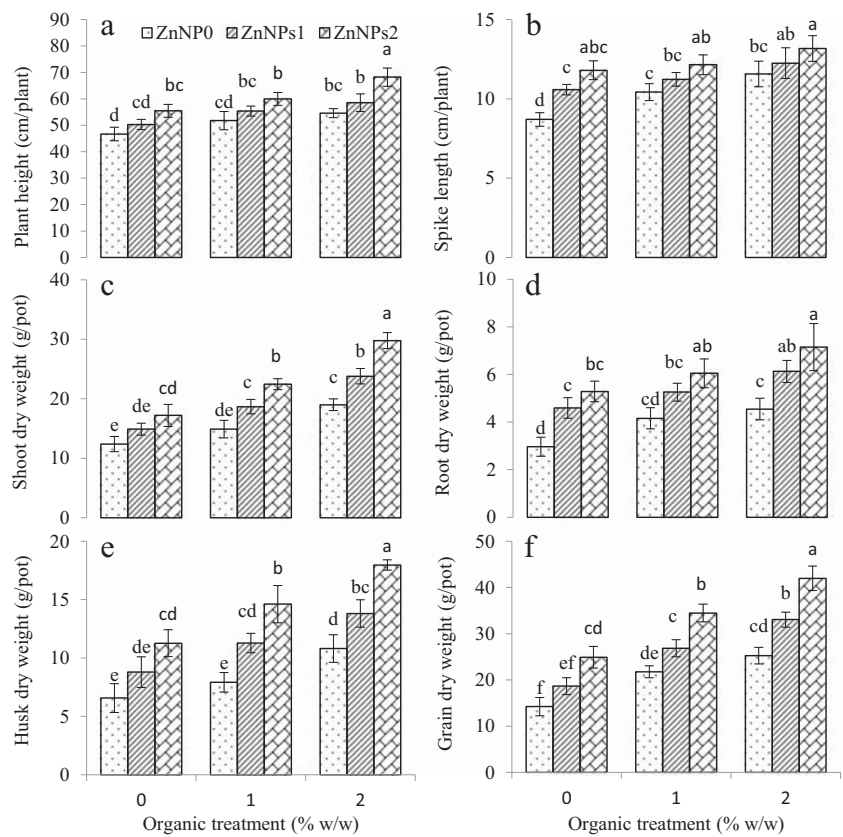 a
ZnNP0 ZnNPs1 ZnNPs2
Plant height (cm/plant)
90
80
70
60
50
40
30
20
10
0
d cd bc
cd bc b
bc b a
b
Spike length (cm/plant)
15
10
5
0
d c abc
c bc ab
bc ab a
c
Shoot dry weight (g/pot)
40
30
20
10
0
e de cd
de c b
c b a
d
Root dry weight (g/pot)
10
8
6
4
2
0
d c bc
cd bc ab
c ab a
e
Husk dry weight (g/pot)
20
15
10
5
0
e de cd
e cd b
d bc a
0 1 2
Organic treatment (% w/w)
f
Grain dry weight (g/pot)
50
40
30
20
10
0
f ef cd
de c b
cd b a
0 1 2
Organic treatment (% w/w)